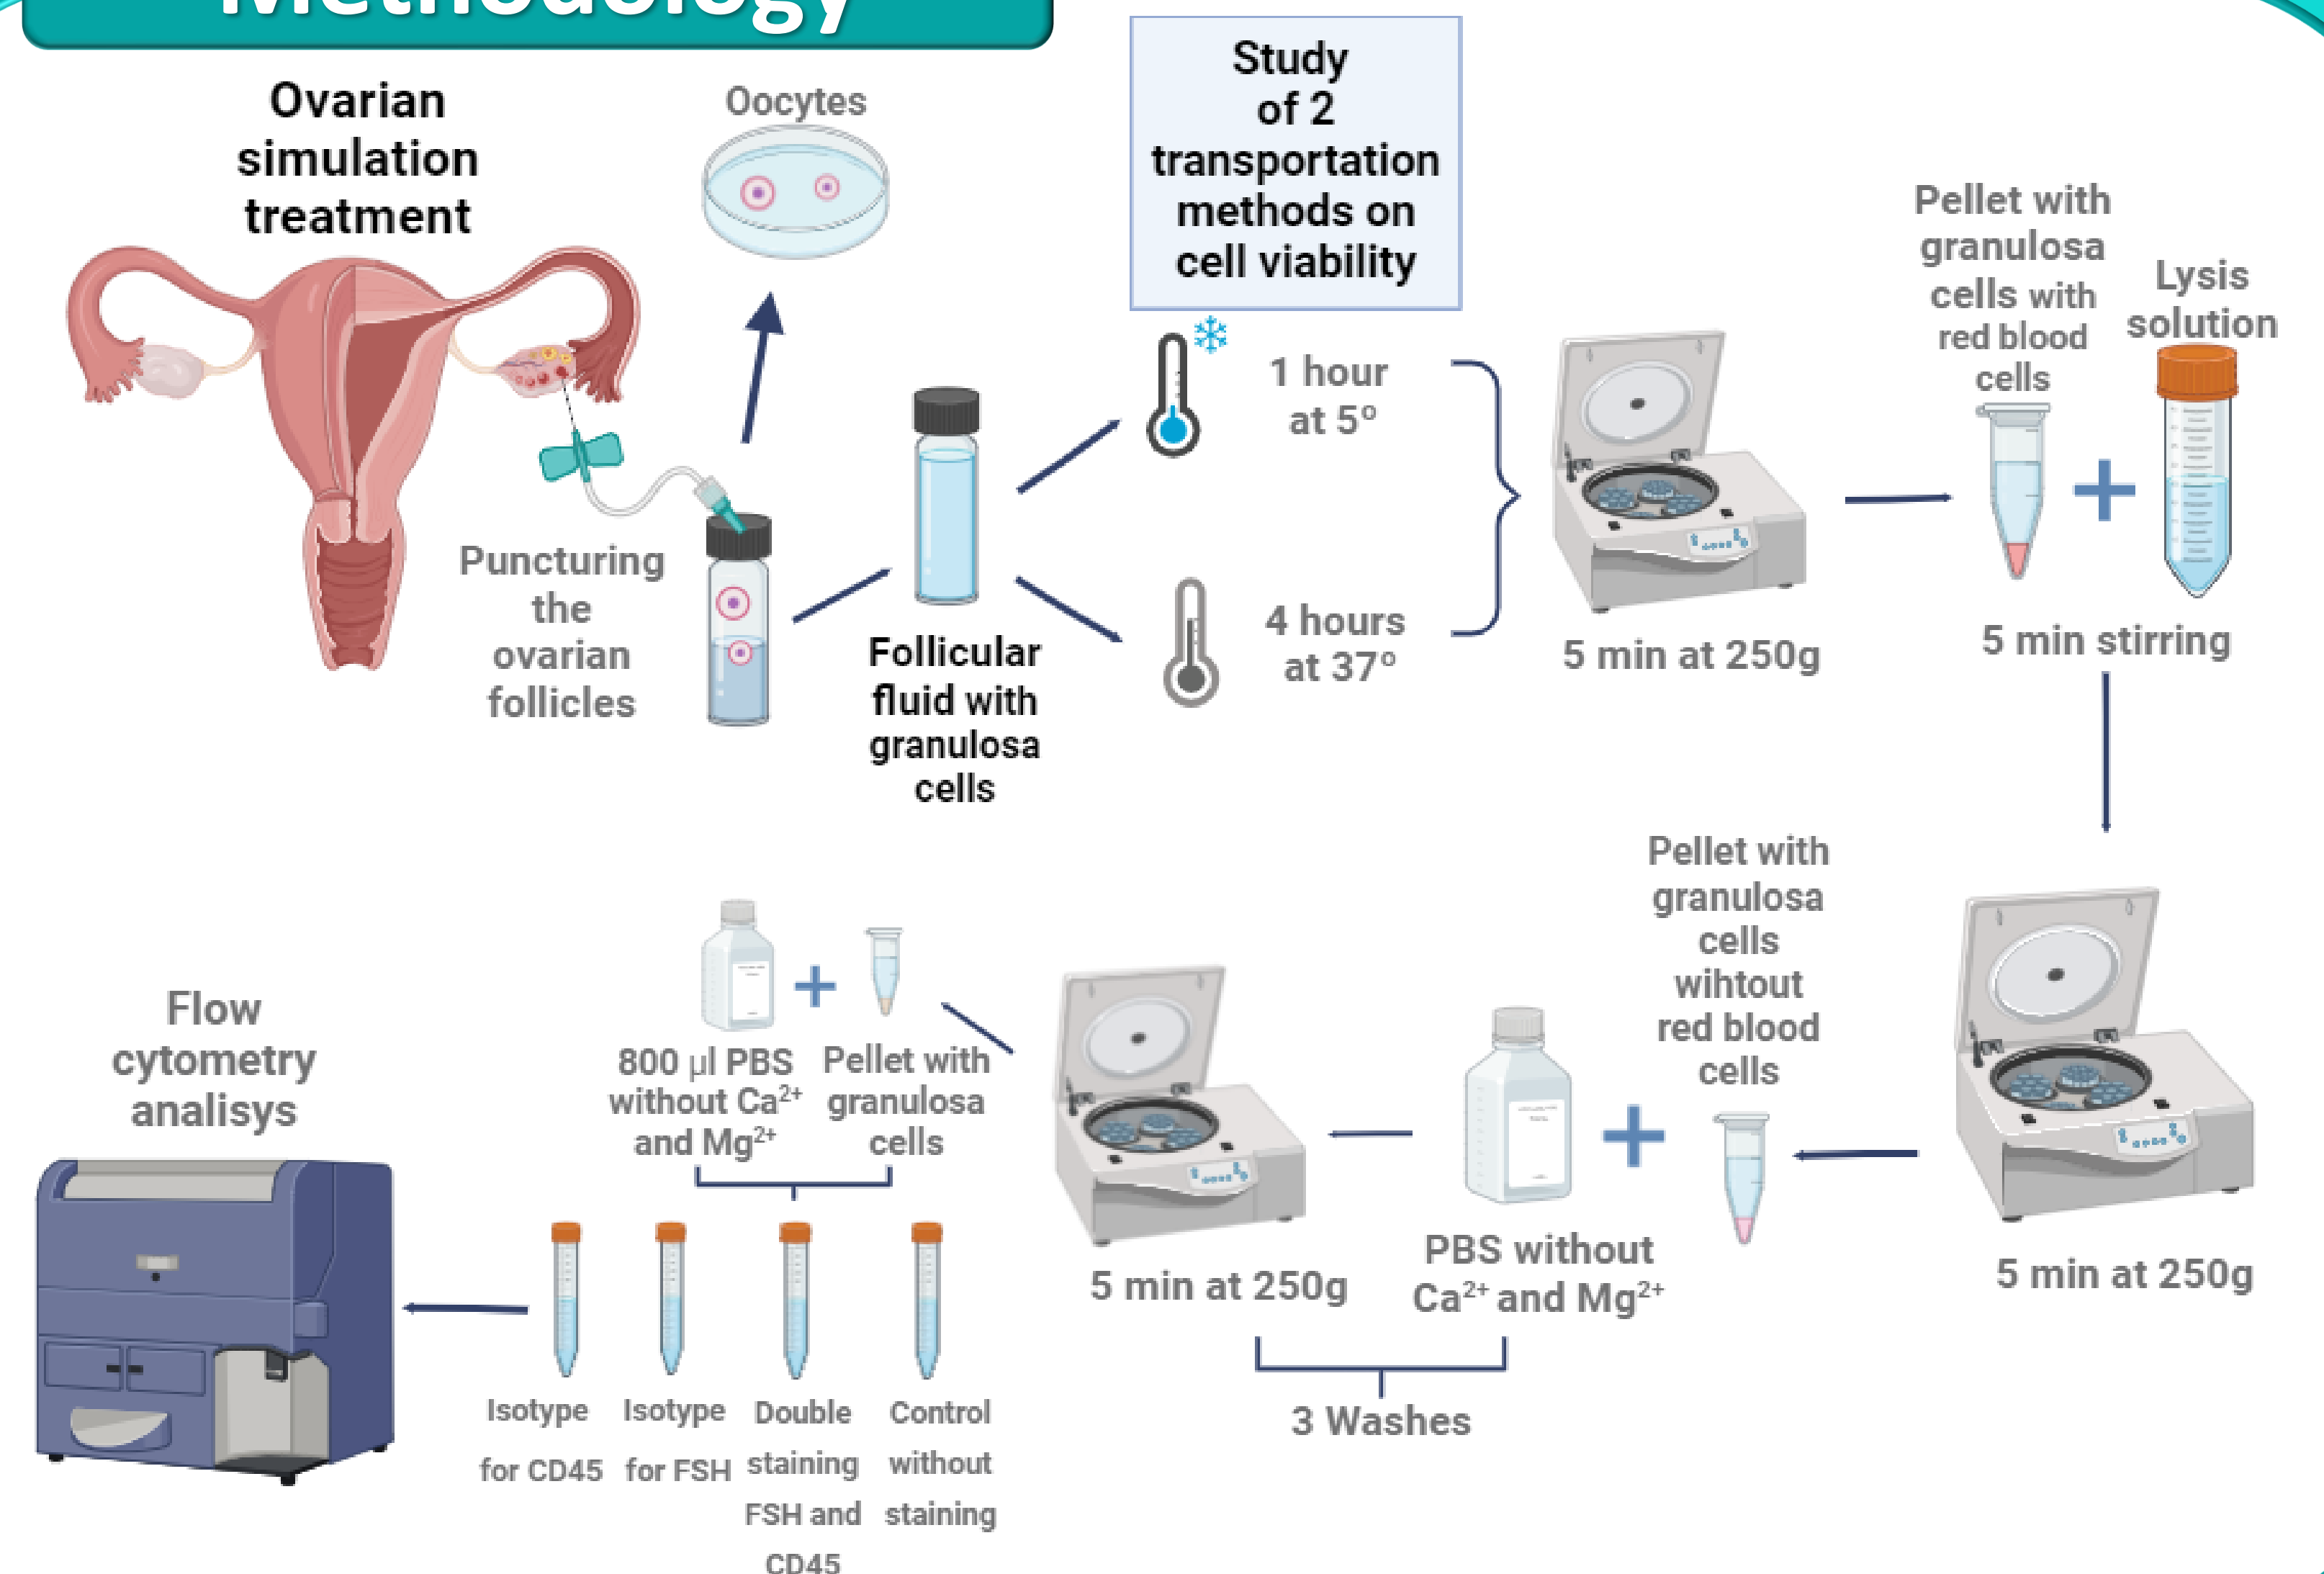 Methodology
Ovarian
simulation
treatment
Oocytes
Study
of 2
transportation
methods on
cell viability
Puncturing
the
ovarian
follicles
Follicular
fluid with
granulosa
cells
1 hour
at 5º
4 hours
at 37º
5 min at 250g
Pellet with
granulosa
cells with
red blood
cells
Lysis
solution
5 min stirring
5 min at 250g
Pellet with
granulosa
cells
wihtout
red blood
cells
PBS without
Ca²⁺ and Mg²⁺
5 min at 250g
3 Washes
800 µl PBS
without Ca²⁺
and Mg²⁺
Pellet with
granulosa
cells
Isotype
for CD45
Isotype
for FSH
Double
staining
FSH and
CD45
Control
without
staining
Flow
cytometry
analisys